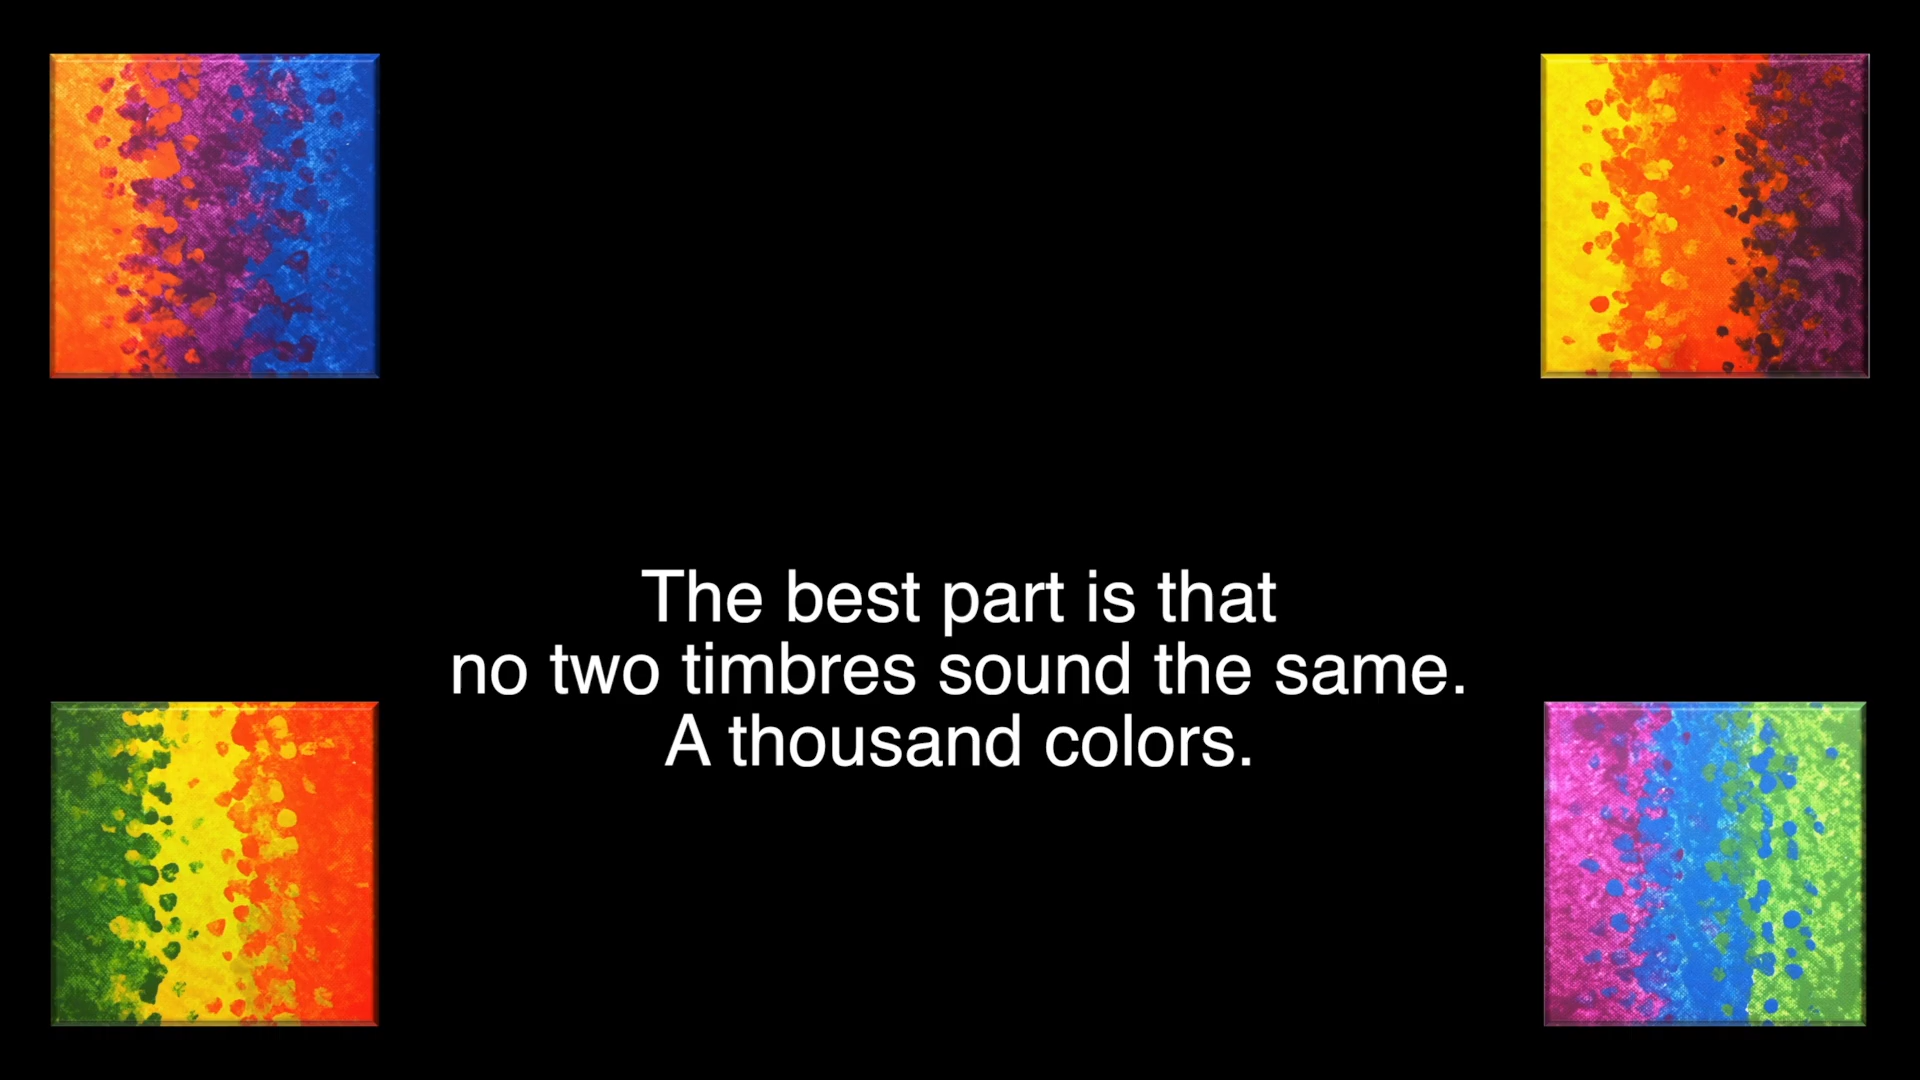 The best part is that
no two timbres sound the same.
A thousand colors.